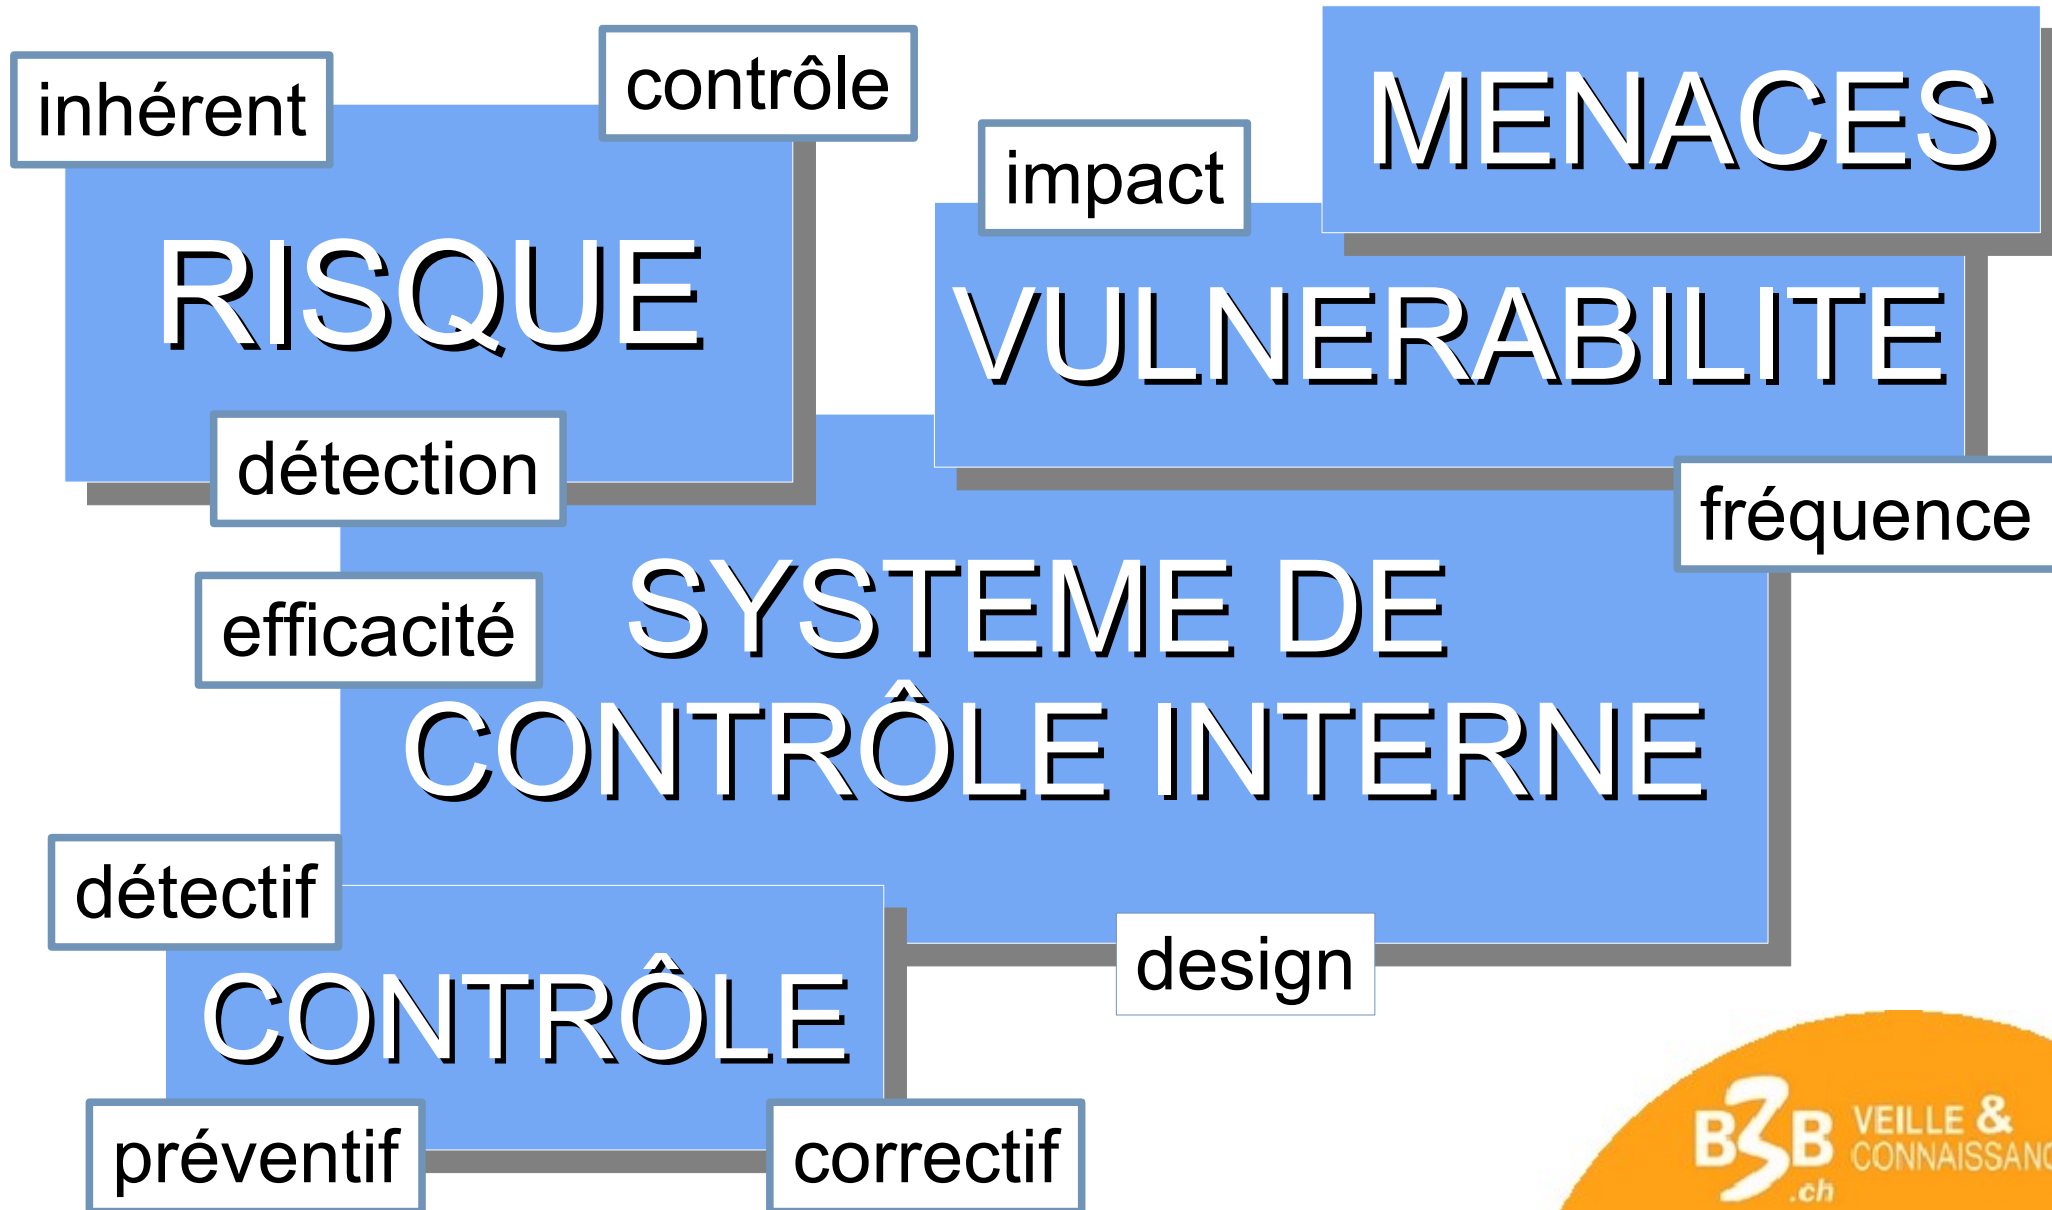 inhérent
contrôle
MENACES
impact
RISQUE
VULNERABILITE
détection
fréquence
efficacité
SYSTEME DE
CONTRÔLE INTERNE
détectif
design
CONTRÔLE
préventif
correctif
B3B
VEILLE &
.ch